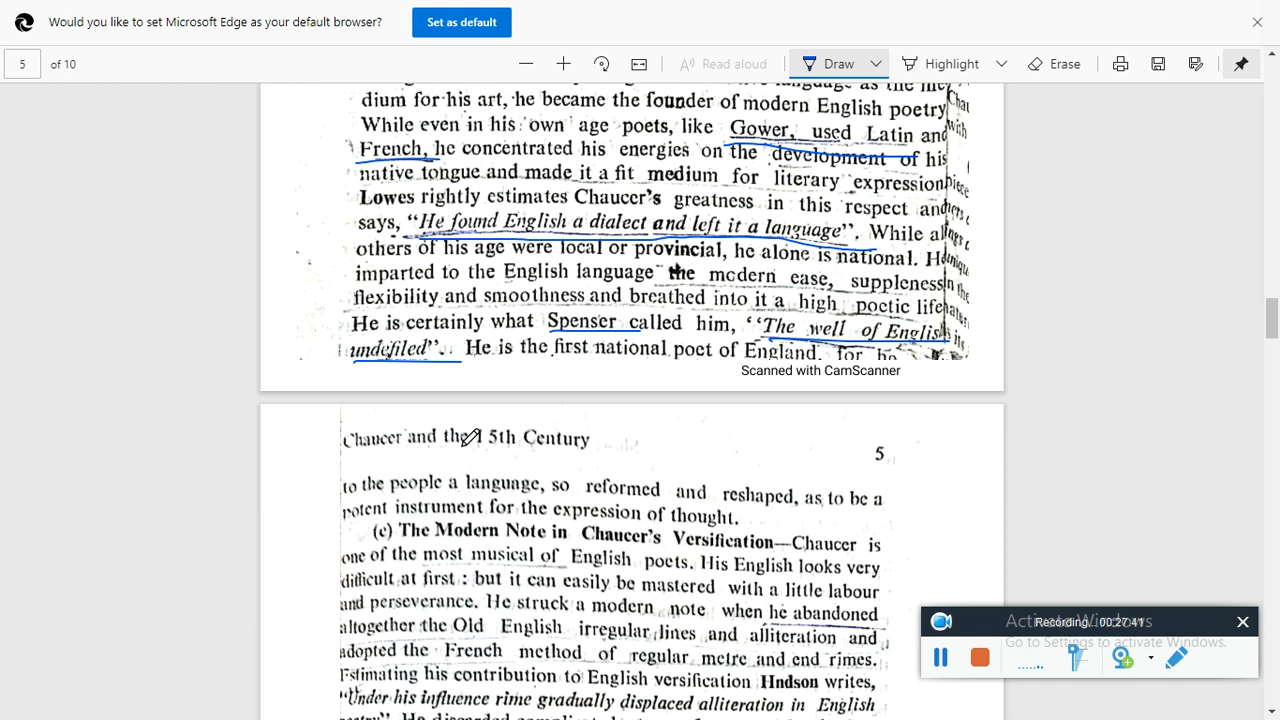 Would you like to set Microsoft Edge as your default browser?
Set as default
5 of 10
Read aloud
Draw
Highlight
Erase
language as the me
dium for his art, he became the founder of modern English poetry
While even in his own age poets, like Gower, used Latin and
French, he concentrated his energies on the development of his
native tongue and made it a fit medium for literary expression
Lowes rightly estimates Chaucer's greatness in this respect and
says, "He found English a dialect and left it a language". While al
others of his age were local or provincial, he alone is national. He
imparted to the English language the modern ease, suppleness
flexibility and smoothness and breathed into it a high poetic life
He is certainly what Spenser called him, "The well of English
undefiled". He is the first national poet of England, for he
Scanned with CamScanner
Chaucer and the 15th Century
5
to the people a language, so reformed and reshaped, as to be a
potent instrument for the expression of thought.
(c) The Modern Note in Chaucer's Versification—Chaucer is
one of the most musical of English poets. His English looks very
difficult at first : but it can easily be mastered with a little labour
and perseverance. He struck a modern note when he abandoned
altogether the Old English irregular lines and alliteration and
adopted the French method of regular metre and end rimes.
Estimating his contribution to English versification Hndson writes,
"Under his influence rime gradually displaced alliteration in English
Activate Windows
Go to Settings to activate Windows.
Recording... 00:27:41